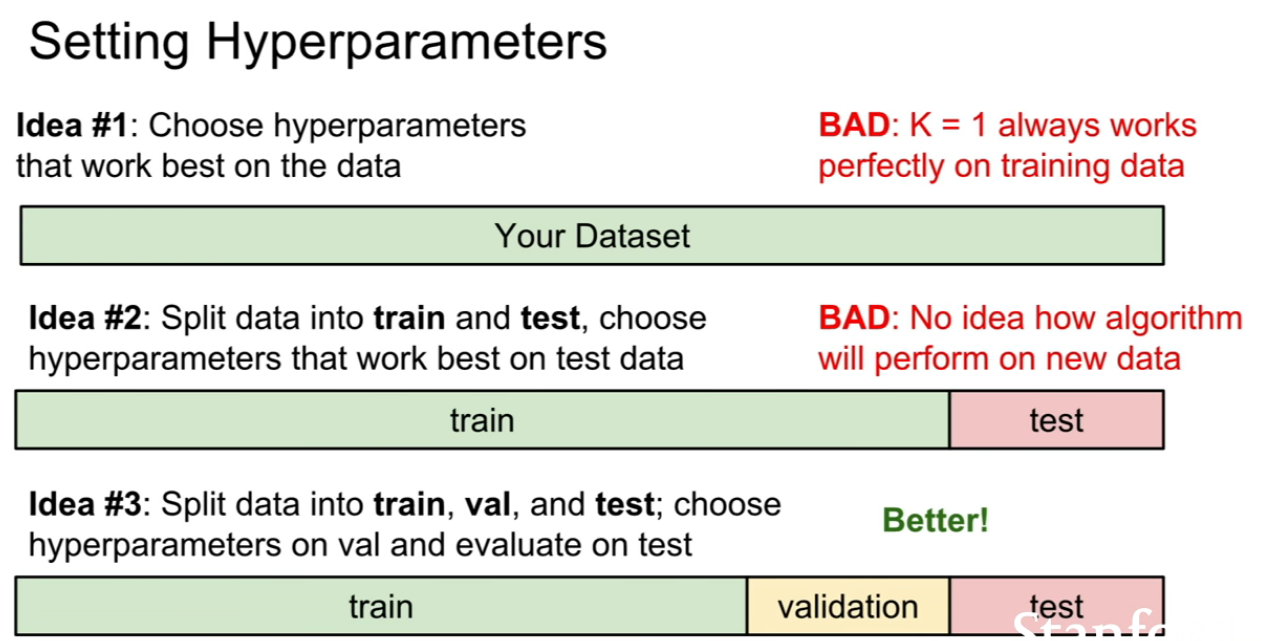 Setting Hyperparameters
Idea #1: Choose hyperparameters
that work best on the data
BAD: K = 1 always works
perfectly on training data
Your Dataset
Idea #2: Split data into train and test, choose
hyperparameters that work best on test data
BAD: No idea how algorithm
will perform on new data
train
test
Idea #3: Split data into train, val, and test; choose
hyperparameters on val and evaluate on test
Better!
train
validation
test